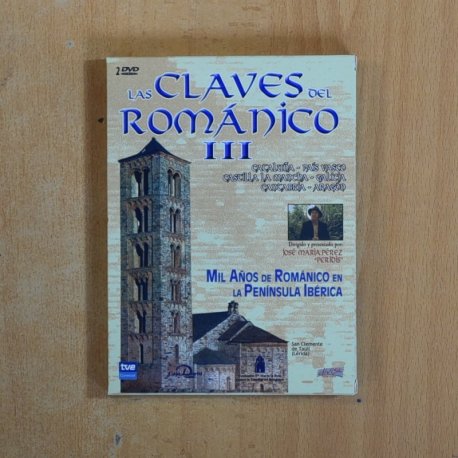 2 DVD
LAS CLAVES DEL
ROMÁNICO
III
CATALUÑA - PAÍS VASCO
CASTILLA LA MANCHA - GALICIA
CANTABRIA - ARAGÓN
Dirigido y presentado por:
JOSÉ MARÍA PÉREZ
"PERIDIS"
MIL AÑOS DE ROMÁNICO EN
LA PENÍNSULA IBÉRICA
San Clemente
de Taüll
(Lérida)
tve